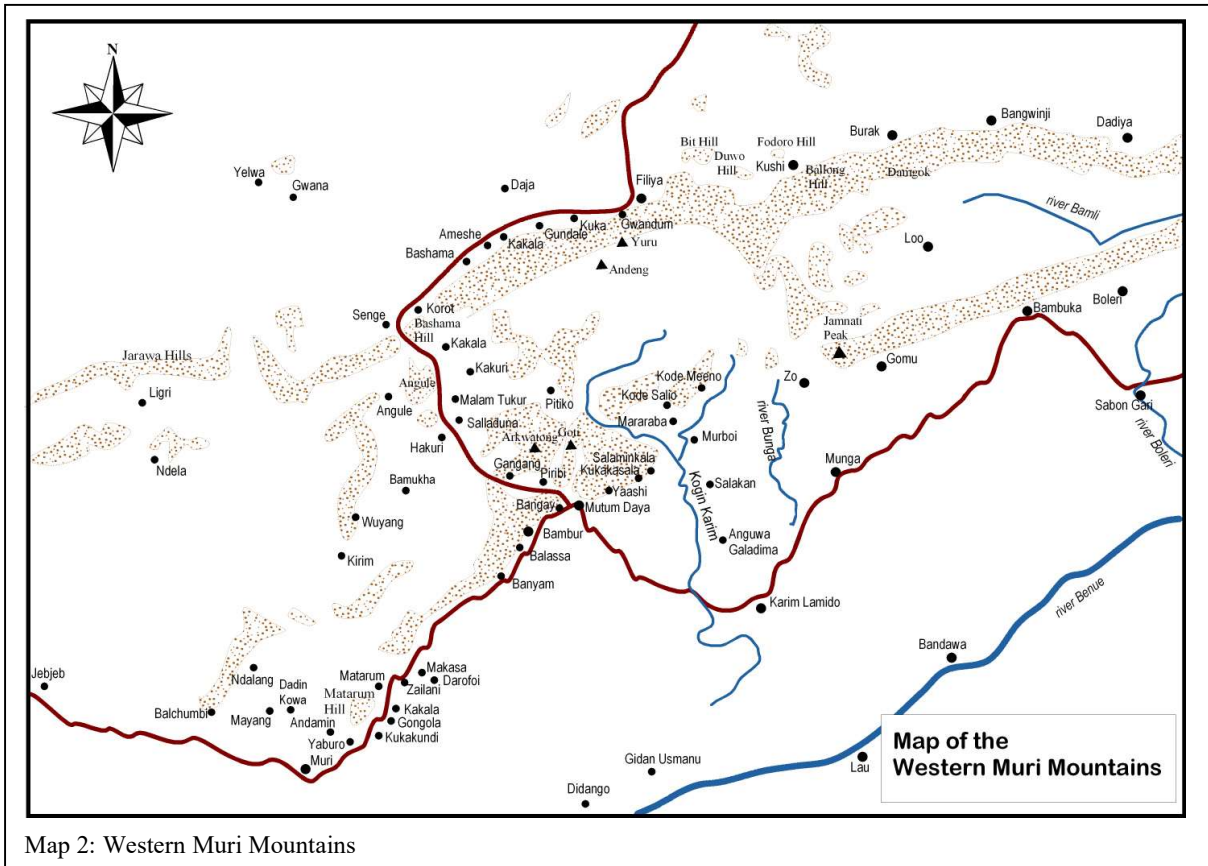 N
Bangwinji
Burak
Dadiya
Bit Hill
Fodoro Hill
Duwo
Hill
Kushi
Ballong
Hill
Dangok
Yelwa
Gwana
Daja
Filiya
river Bamli
Kuka
Gwandum
Ameshe
Gundale
Kakala
Yuru
Loo
Bashama
Andeng
Boleri
Korot
Bambuka
Senge
Bashama
Hill
Jamnati
Peak
Kakala
Jarawa Hills
Gomu
Kakuri
Kode Meeno
Zo
Angule
Ligri
Angule
Malam Tukur
Pitiko
Kode Salio
Sabon Gari
Salladuna
Mararaba
river Bunga
Hakuri
Arkwatong
Goji
Murboi
river Boleri
Ndela
Salaminkala
Gangang
Piribi
Kukakasala
Munga
Bamukha
Yaashi
Kogin Karim
Salakan
Bangay
Mutum Daya
Wuyang
Bambur
Balassa
Anguwa
Galadima
Kirim
Banyam
river Benue
Karim Lamido
Bandawa
Ndalang
Makasa
Jebjeb
Matarum
Darofoi
Zailani
Dadin
Kowa
Matarum
Hill
Balchumbi
Mayang
Kakala
Andamin
Gongola
Yaburo
Kukakundi
Muri
Lau
Gidan Usmanu
Didango
Map of the
Western Muri Mountains
Map 2: Western Muri Mountains